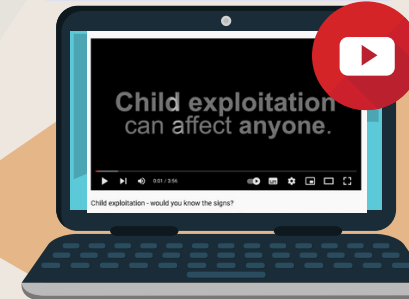 Child exploitation
can affect anyone.
0:01 / 3:56
Child exploitation - would you know the signs?